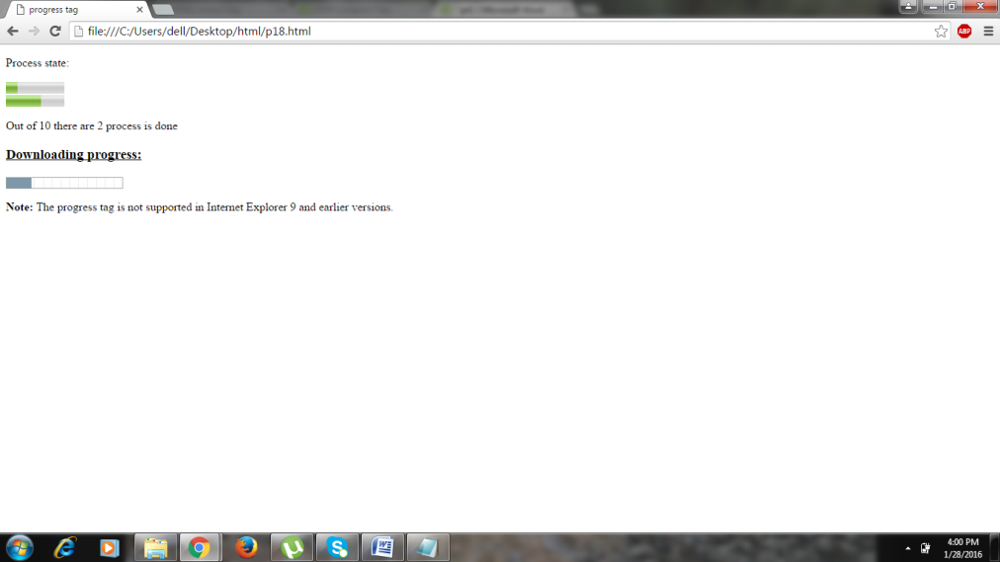 progress tag
file:///C:/Users/dell/Desktop/html/p18.html
ABP
Process state:
Out of 10 there are 2 process is done
Downloading progress:
Note: The progress tag is not supported in Internet Explorer 9 and earlier versions.
4:00 PM
1/28/2016